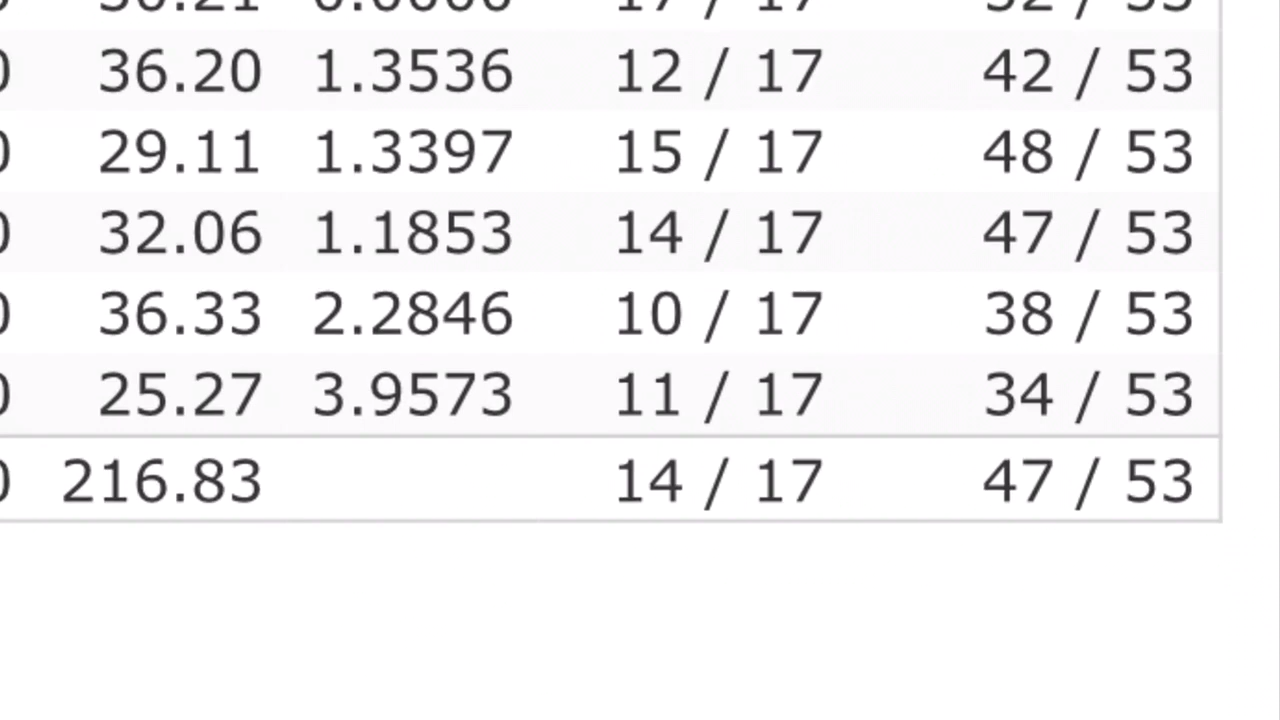 36.20 1.3536 12 / 17 42 / 53
29.11 1.3397 15 / 17 48 / 53
32.06 1.1853 14 / 17 47 / 53
36.33 2.2846 10 / 17 38 / 53
25.27 3.9573 11 / 17 34 / 53
216.83 14 / 17 47 / 53